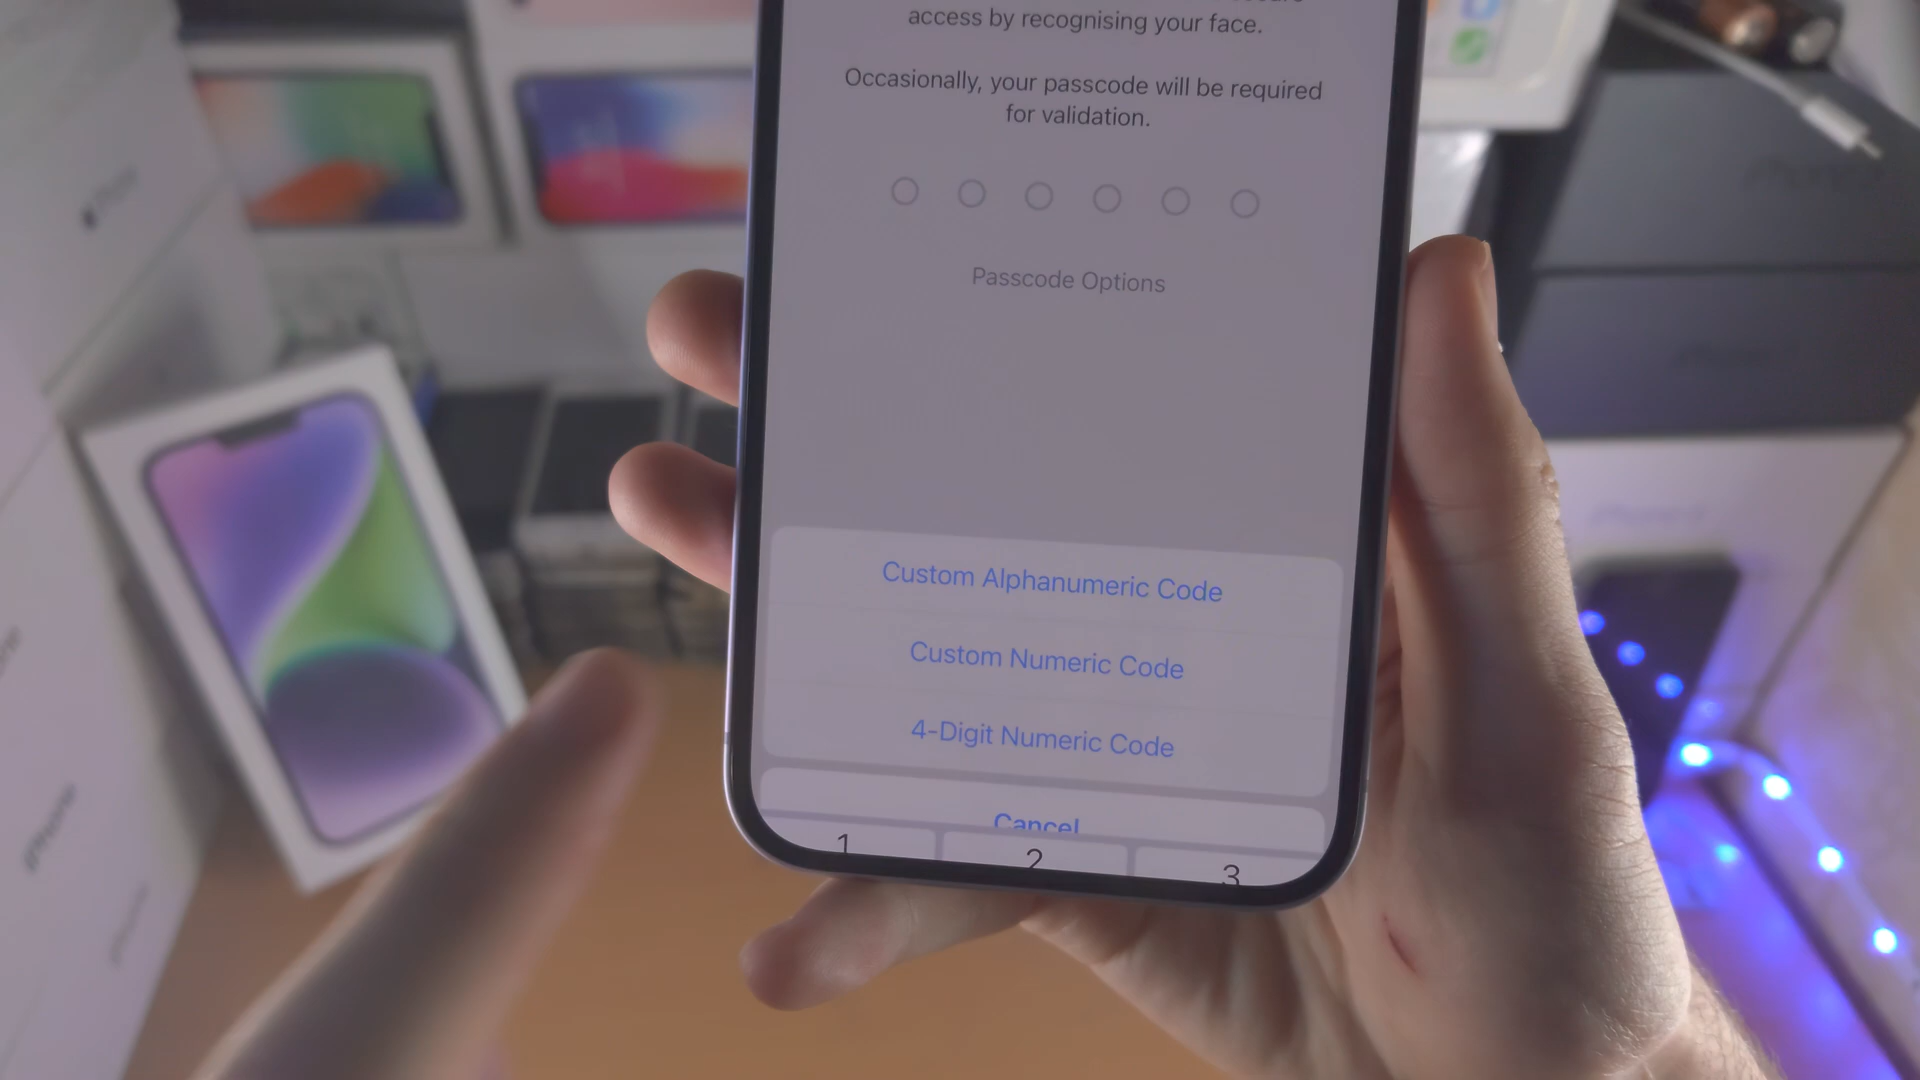 access by recognising your face.
Occasionally, your passcode will be required
for validation.
Passcode Options
Custom Alphanumeric Code
Custom Numeric Code
4-Digit Numeric Code
Cancel
1 2 3
iPhone